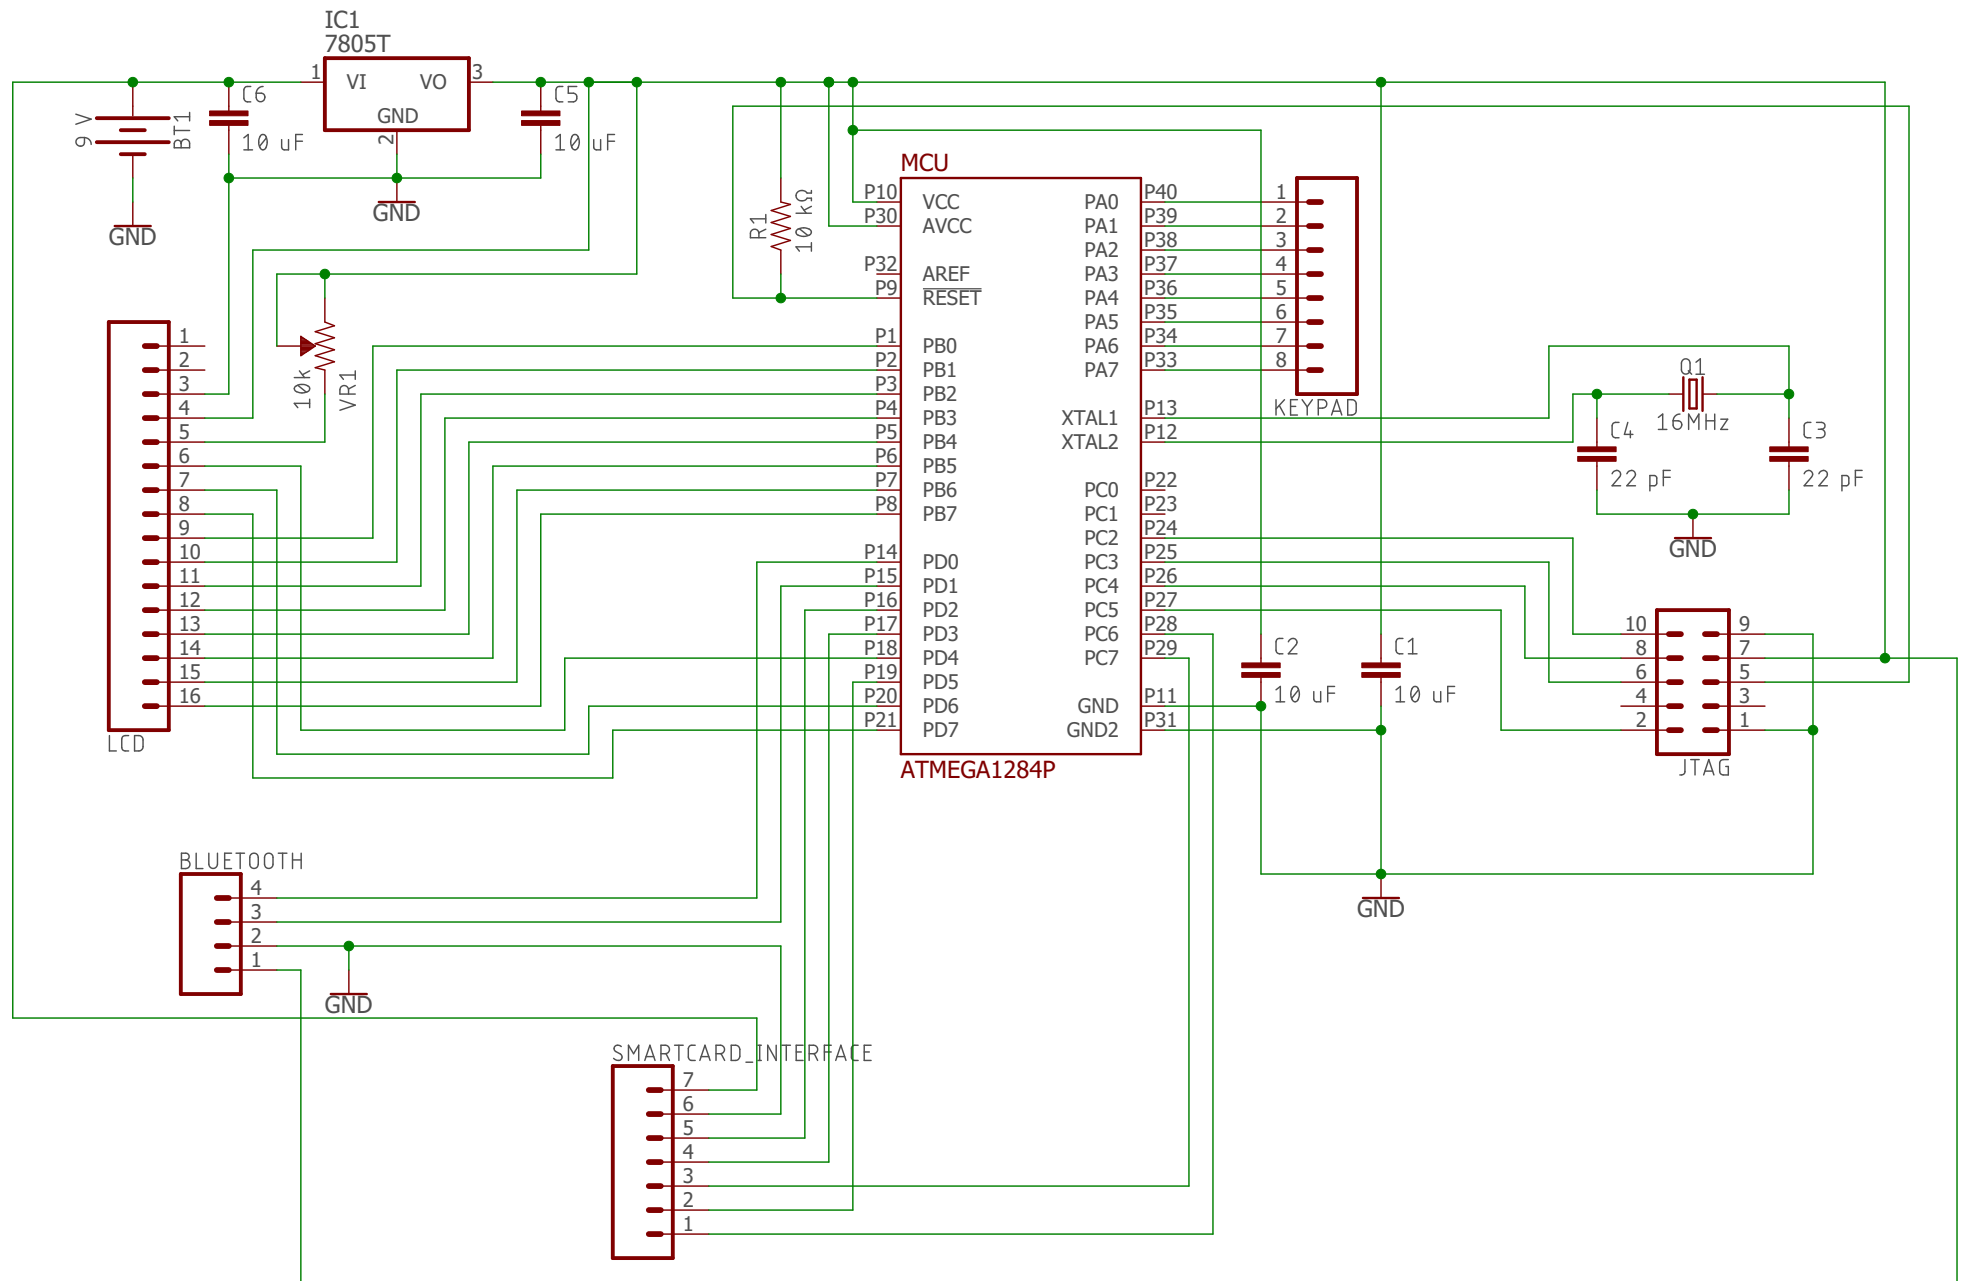 IC1
7805T
1
VI
VO
3
GND
2
C6
10 uF
C5
10 uF
9 V
BT1
GND
GND
R1
10 kΩ
10k
VR1
1
2
3
4
5
6
7
8
9
10
11
12
13
14
15
16
LCD
MCU
P10 VCC
P30 AVCC
P32 AREF
P9 RESET
P1 PB0
P2 PB1
P3 PB2
P4 PB3
P5 PB4
P6 PB5
P7 PB6
P8 PB7
P14 PD0
P15 PD1
P16 PD2
P17 PD3
P18 PD4
P19 PD5
P20 PD6
P21 PD7
PA0 P40
PA1 P39
PA2 P38
PA3 P37
PA4 P36
PA5 P35
PA6 P34
PA7 P33
XTAL1 P13
XTAL2 P12
PC0 P22
PC1 P23
PC2 P24
PC3 P25
PC4 P26
PC5 P27
PC6 P28
PC7 P29
GND P11
GND2 P31
ATMEGA1284P
1
2
3
4
5
6
7
8
KEYPAD
Q1
16MHz
C4
22 pF
C3
22 pF
GND
C2
10 uF
C1
10 uF
GND
10 9
8 7
6 5
4 3
2 1
JTAG
BLUETOOTH
4
3
2
1
GND
SMARTCARD_INTERFACE
7
6
5
4
3
2
1